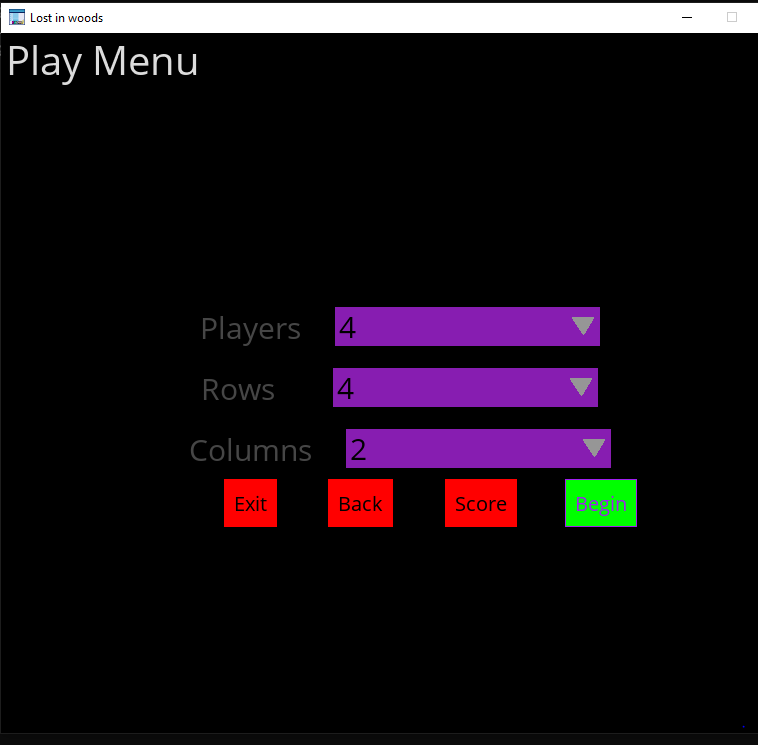 Lost in woods
Play Menu
Players 4
Rows 4
Columns 2
Exit Back Score Begin